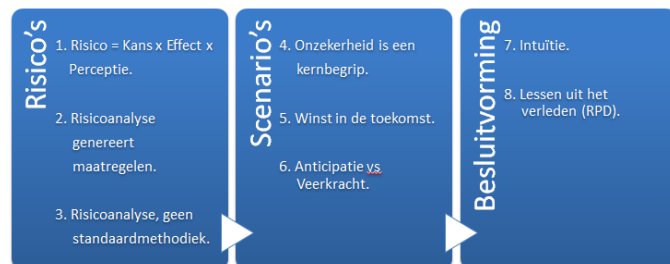 Risico's
1. Risico = Kans x Effect x
Perceptie.
2. Risicoanalyse
genereert
maatregelen.
3. Risicoanalyse, geen
standaardmethodiek.
Scenario's
4. Onzekerheid is een
kernbegrip.
5. Winst in de toekomst.
6. Anticipatie vs
Veerkracht.
Besluitvorming
7. Intuïtie.
8. Lessen uit het
verleden (RPD).